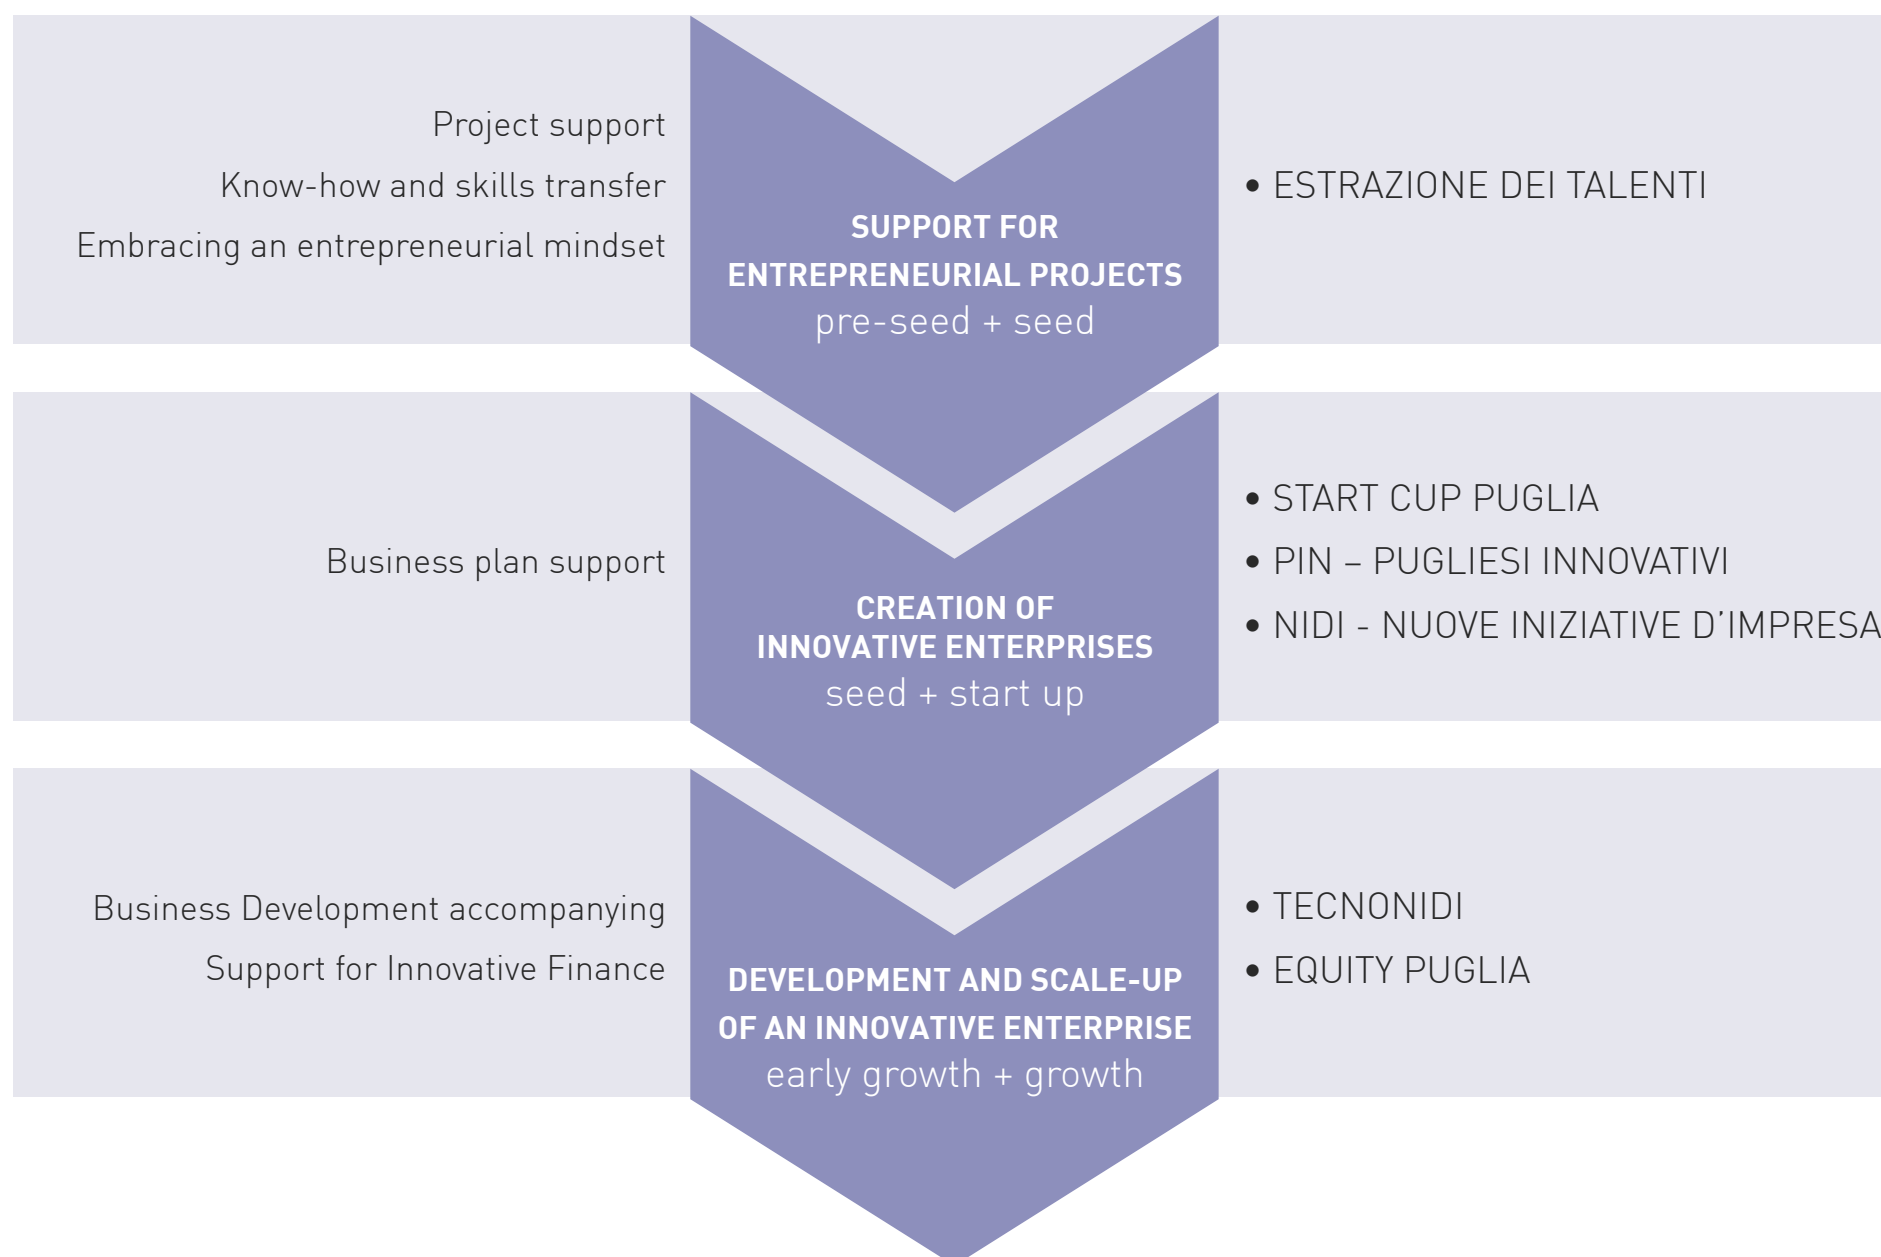 Project support
Know-how and skills transfer
Embracing an entrepreneurial mindset
SUPPORT FOR
ENTREPRENEURIAL PROJECTS
pre-seed + seed
• ESTRAZIONE DEI TALENTI
Business plan support
CREATION OF
INNOVATIVE ENTERPRISES
seed + start up
• START CUP PUGLIA
• PIN – PUGLIESI INNOVATIVI
• NIDI - NUOVE INIZIATIVE D’IMPRESA
Business Development accompanying
Support for Innovative Finance
DEVELOPMENT AND SCALE-UP
OF AN INNOVATIVE ENTERPRISE
early growth + growth
• TECNONIDI
• EQUITY PUGLIA